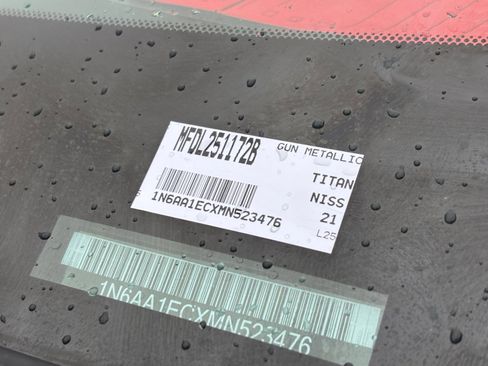 MFDL251172B
GUN METALLIC
TITAN
NISS
21
L25
1N6AA1ECXMN523476
1N6AA1ECXMN523476